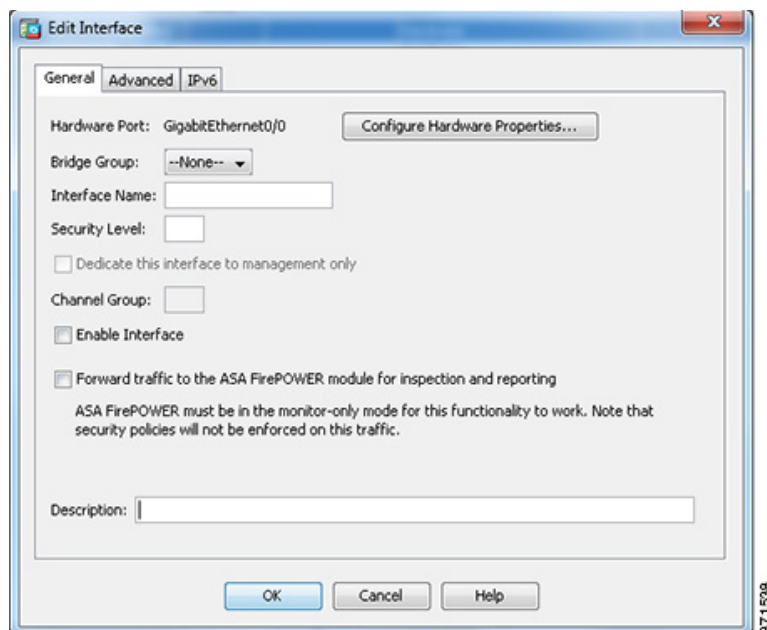 Edit Interface
General Advanced IPv6
Hardware Port: GigabitEthernet0/0 Configure Hardware Properties...
Bridge Group: --None--
Interface Name:
Security Level:
Dedicate this interface to management only
Channel Group:
Enable Interface
Forward traffic to the ASA FirePOWER module for inspection and reporting
ASA FirePOWER must be in the monitor-only mode for this functionality to work. Note that
security policies will not be enforced on this traffic.
Description:
OK Cancel Help
371539